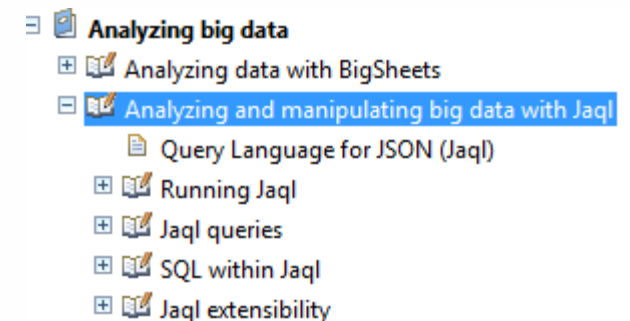 Analyzing big data
Analyzing data with BigSheets
Analyzing and manipulating big data with Jaql
Query Language for JSON (Jaql)
Running Jaql
Jaql queries
SQL within Jaql
Jaql extensibility